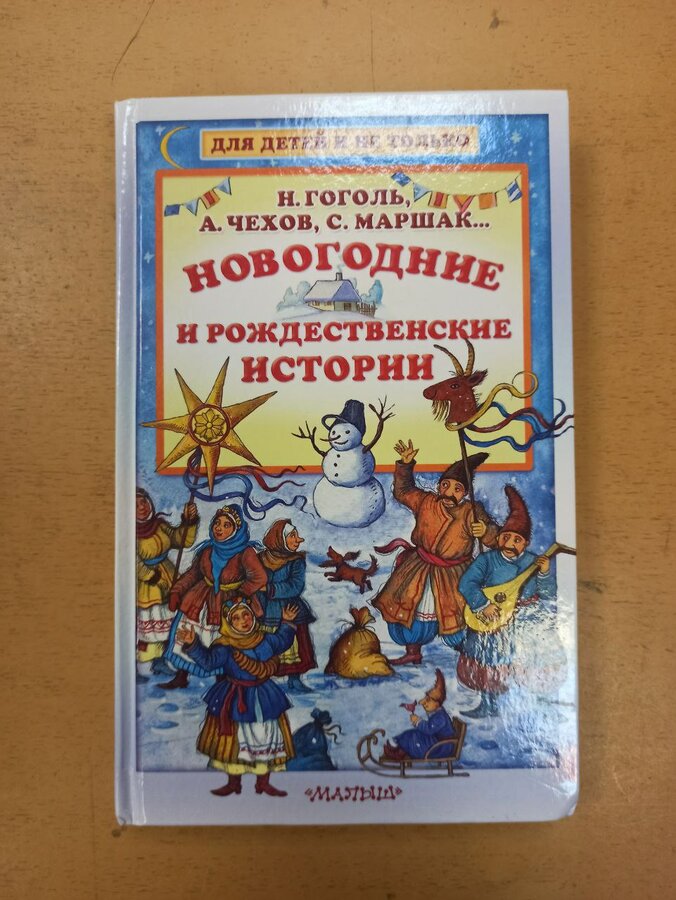 ДЛЯ ДЕТЕЙ И НЕ ТОЛЬКО
Н. ГОГОЛЬ,
А. ЧЕХОВ, С. МАРШАК...
НОВОГОДНИЕ
И РОЖДЕСТВЕНСКИЕ
ИСТОРИИ
«МАЛЫШ»